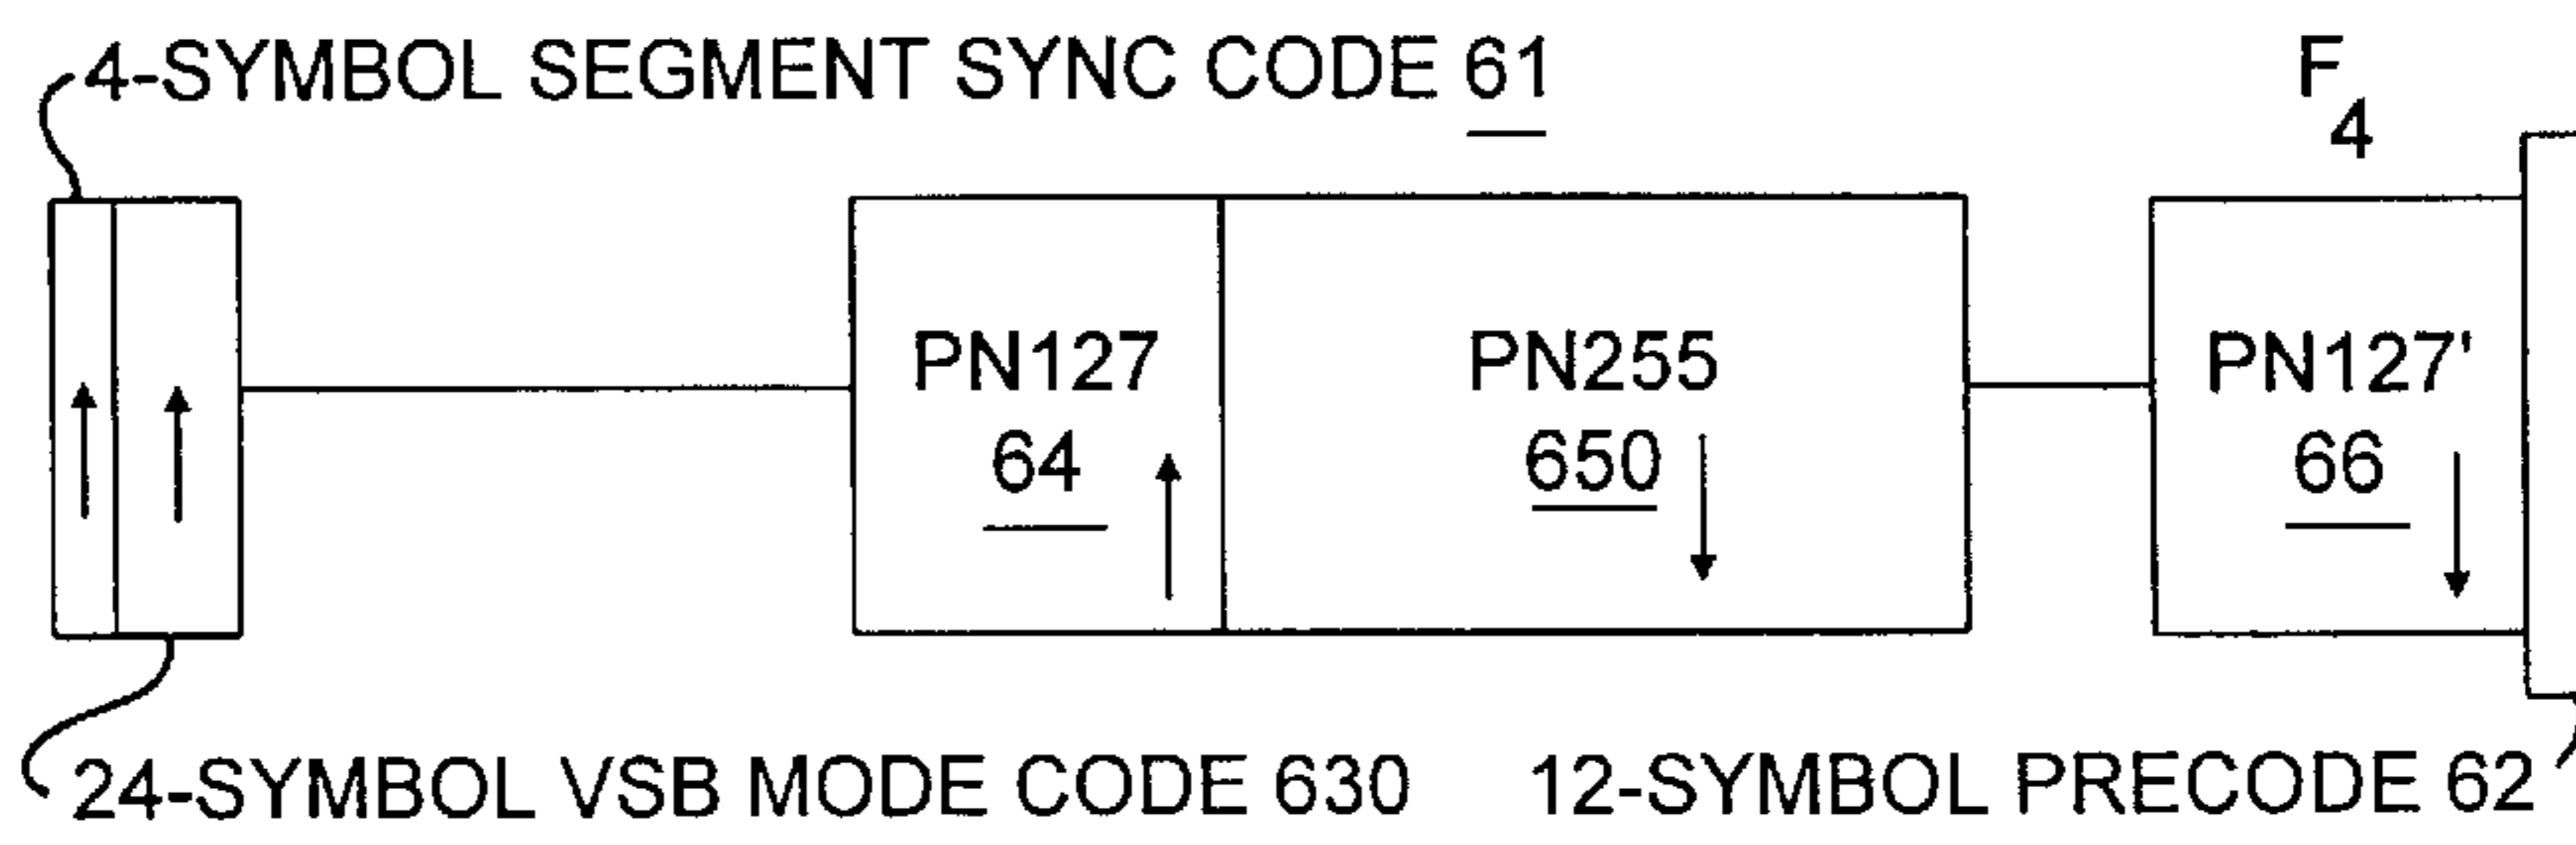 4-SYMBOL SEGMENT SYNC CODE 61
F4
PN127
64
PN255
650
PN127'
66
24-SYMBOL VSB MODE CODE 630
12-SYMBOL PRECODE 62